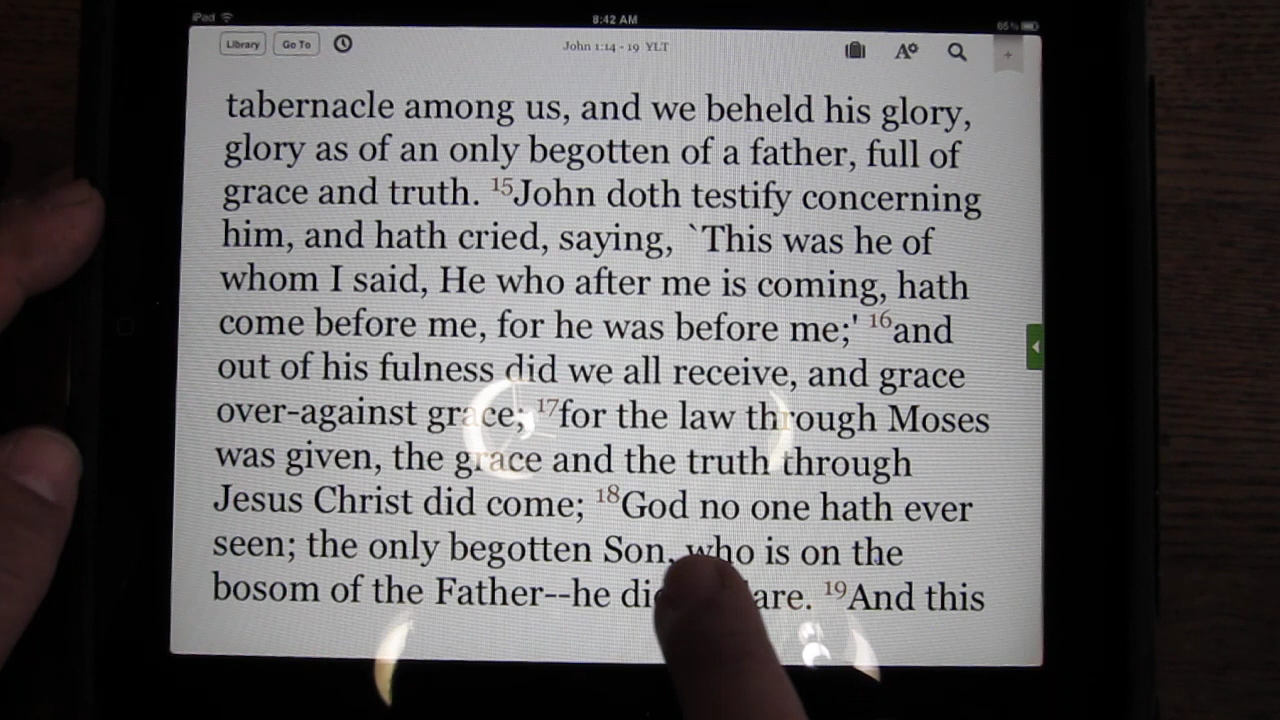 iPad 8:42 AM 65%
Library Go To John 1:14 - 19 YLT A
tabernacle among us, and we beheld his glory,
glory as of an only begotten of a father, full of
grace and truth. 15John doth testify concerning
him, and hath cried, saying, `This was he of
whom I said, He who after me is coming, hath
come before me, for he was before me;' 16and
out of his fulness did we all receive, and grace
over-against grace; 17for the law through Moses
was given, the grace and the truth through
Jesus Christ did come; 18God no one hath ever
seen; the only begotten Son, who is on the
bosom of the Father--he 19And this